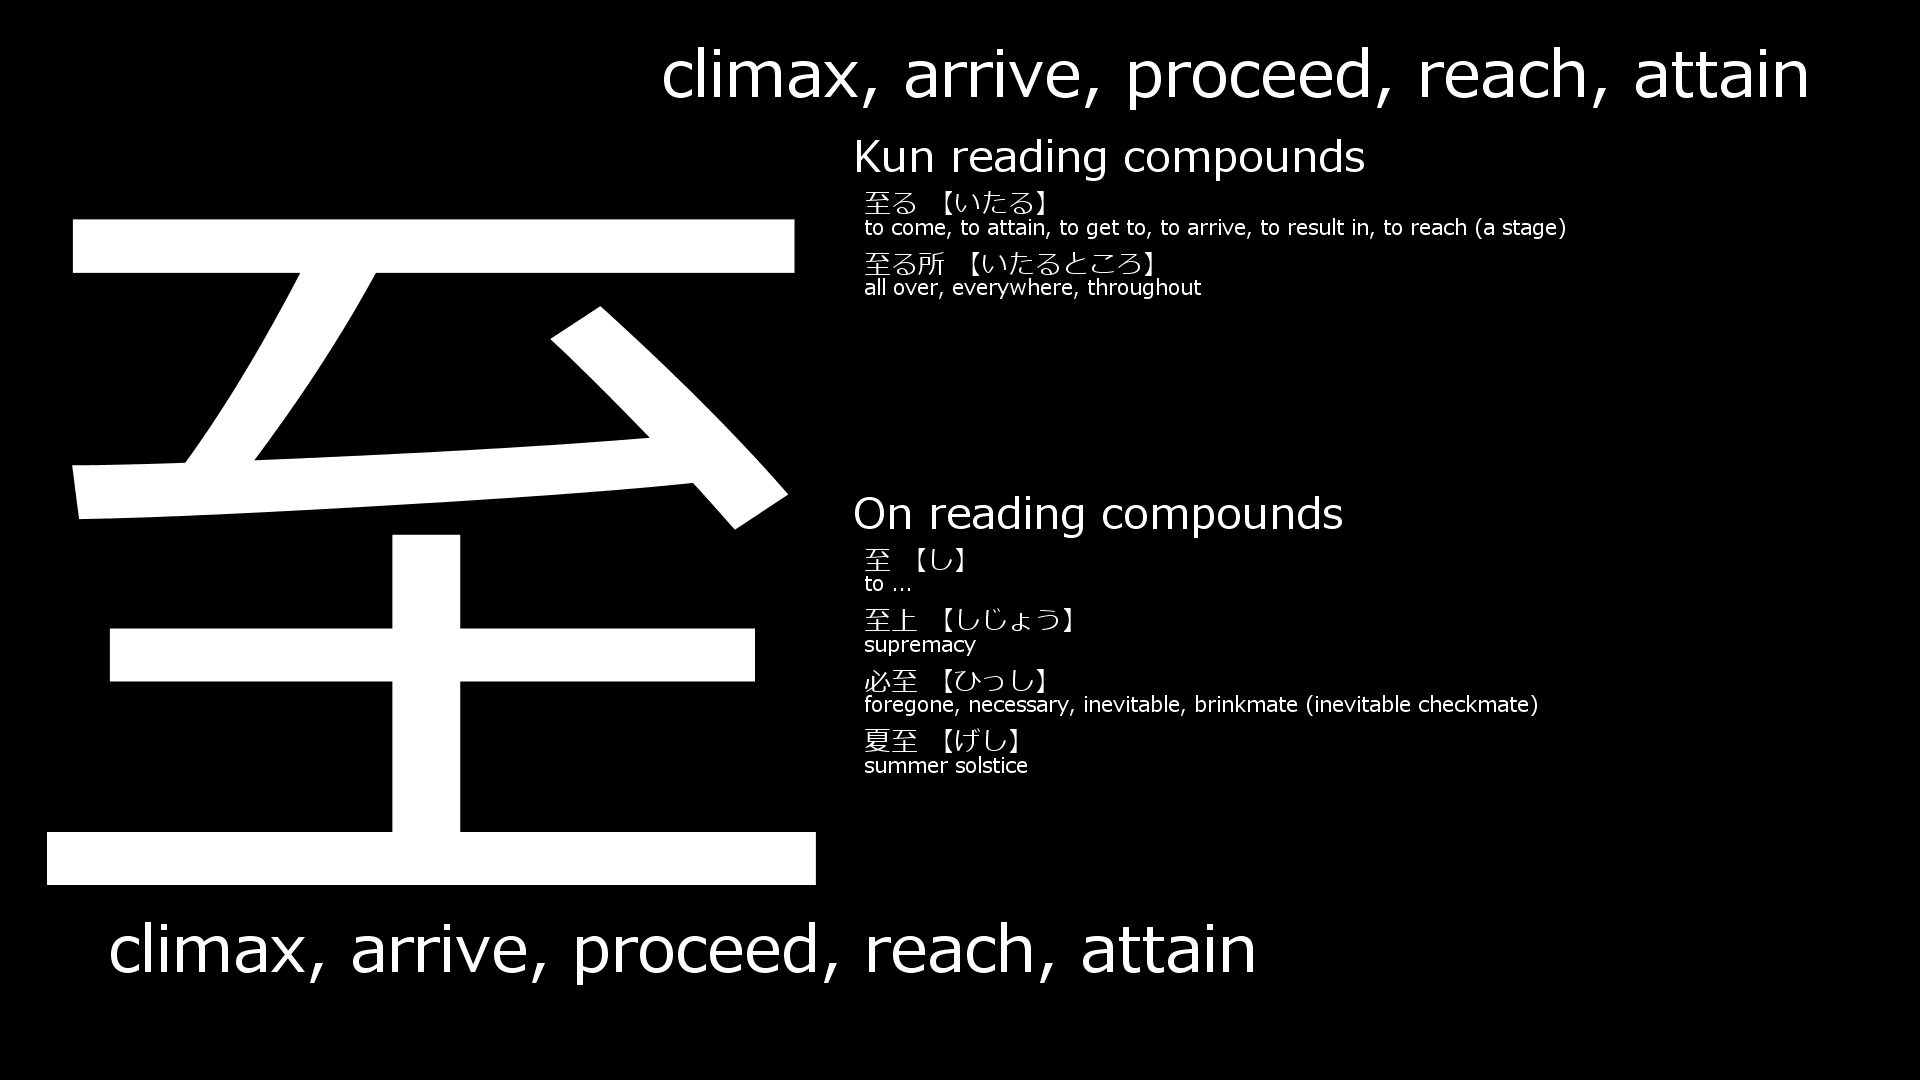 climax, arrive, proceed, reach, attain
至
Kun reading compounds
至る 【いたる】
to come, to attain, to get to, to arrive, to result in, to reach (a stage)
至る所 【いたるところ】
all over, everywhere, throughout
On reading compounds
至 【し】
to ...
至上 【しじょう】
supremacy
必至 【ひっし】
foregone, necessary, inevitable, brinkmate (inevitable checkmate)
夏至 【げし】
summer solstice
climax, arrive, proceed, reach, attain